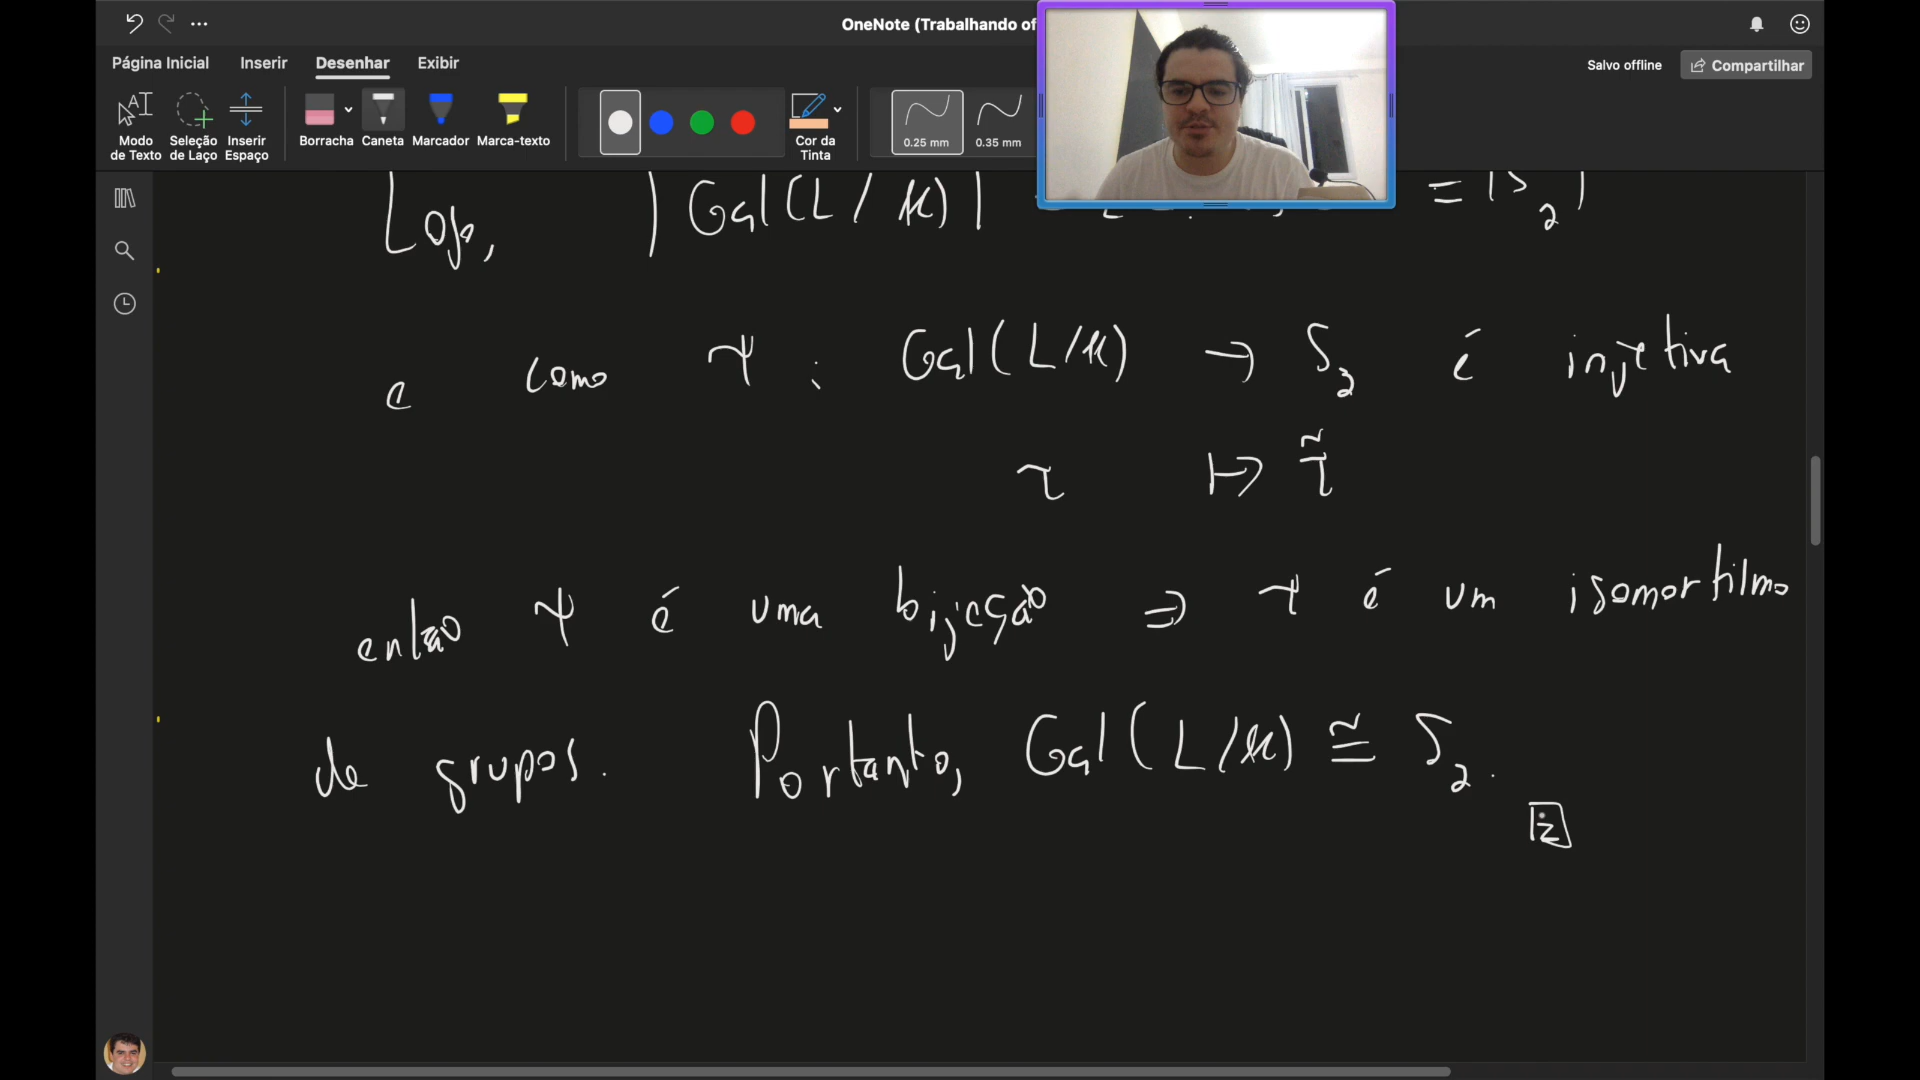 OneNote (Trabalhando of
Página Inicial Inserir Desenhar Exibir
Salvo offline Compartilhar
Modo de Texto Seleção de Laço Inserir Espaço Borracha Caneta Marcador Marca-texto Cor da Tinta 0.25 mm 0.35 mm
Logo, |Gal(L/K)| = |S₂|
e como ψ : Gal(L/K) → S₂ é injetiva
τ ↦ τ̃
então ψ é uma bijeção ⇒ ψ é um isomorfismo
de grupos. Portanto, Gal(L/K) ≅ S₂.